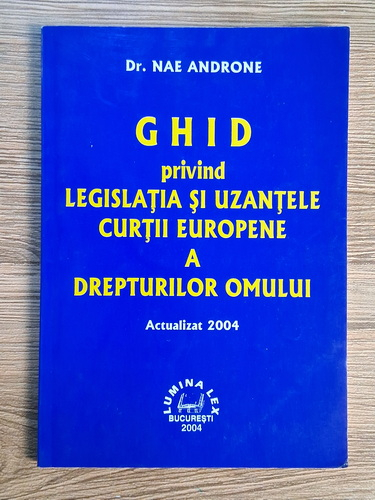 Dr. NAE ANDRONE
GHID
privind
LEGISLAŢIA ŞI UZANŢELE
CURŢII EUROPENE
A
DREPTURILOR OMULUI
Actualizat 2004
LUMINA LEX
BUCUREŞTI
2004